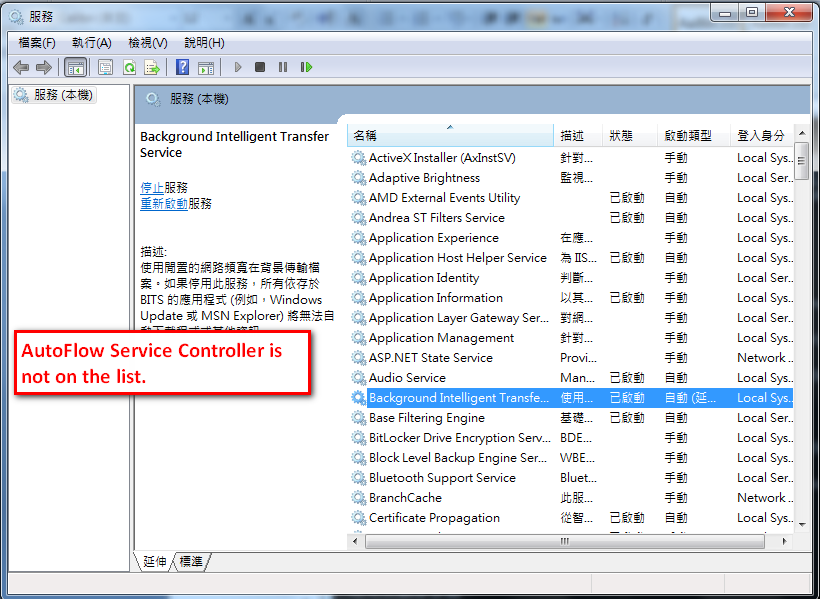 服務
檔案(F) 執行(A) 檢視(V) 說明(H)
服務 (本機)
服務 (本機)
Background Intelligent Transfer
Service
停止服務
重新啟動服務
描述:
使用閒置的網路頻寬在背景傳輸檔
案。如果停用此服務，所有依存於
BITS 的應用程式 (例如，Windows
Update 或 MSN Explorer) 將無法自
AutoFlow Service Controller is
not on the list.
名稱 描述 狀態 啟動類型 登入身分
ActiveX Installer (AxInstSV) 針對... 手動 Local Sys...
Adaptive Brightness 監視... 手動 Local Ser...
AMD External Events Utility 已啟動 自動 Local Sys...
Andrea ST Filters Service 已啟動 自動 Local Sys...
Application Experience 在應... 手動 Local Sys...
Application Host Helper Service 為 IIS... 已啟動 自動 Local Sys...
Application Identity 判斷... 手動 Local Ser...
Application Information 以其... 已啟動 手動 Local Sys...
Application Layer Gateway Ser... 對網... 手動 Local Ser...
Application Management 針對... 手動 Local Sys...
ASP.NET State Service Provi... 手動 Network ...
Audio Service Man... 已啟動 自動 Local Sys...
Background Intelligent Transfe... 使用... 已啟動 自動 (延... Local Sys...
Base Filtering Engine 基礎... 已啟動 自動 Local Ser...
BitLocker Drive Encryption Serv... BDE... 手動 Local Sys...
Block Level Backup Engine Ser... WBE... 手動 Local Sys...
Bluetooth Support Service Bluet... 手動 Local Ser...
BranchCache 此服... 手動 Network ...
Certificate Propagation 從智... 已啟動 自動 Local Sys...
延伸 標準